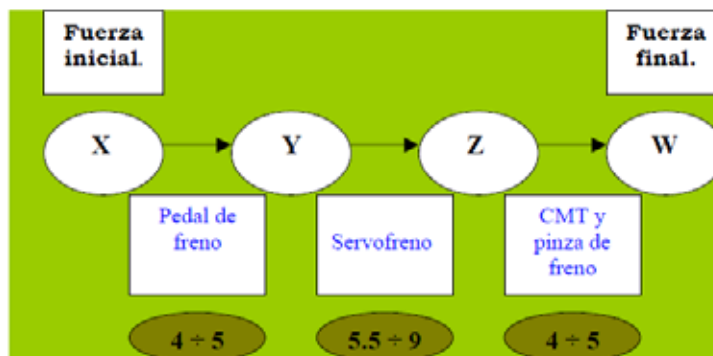 Fuerza
inicial.
Fuerza
final.
X
Y
Z
W
Pedal de
freno
Servofreno
CMT y
pinza de
freno
4 ÷ 5
5.5 ÷ 9
4 ÷ 5